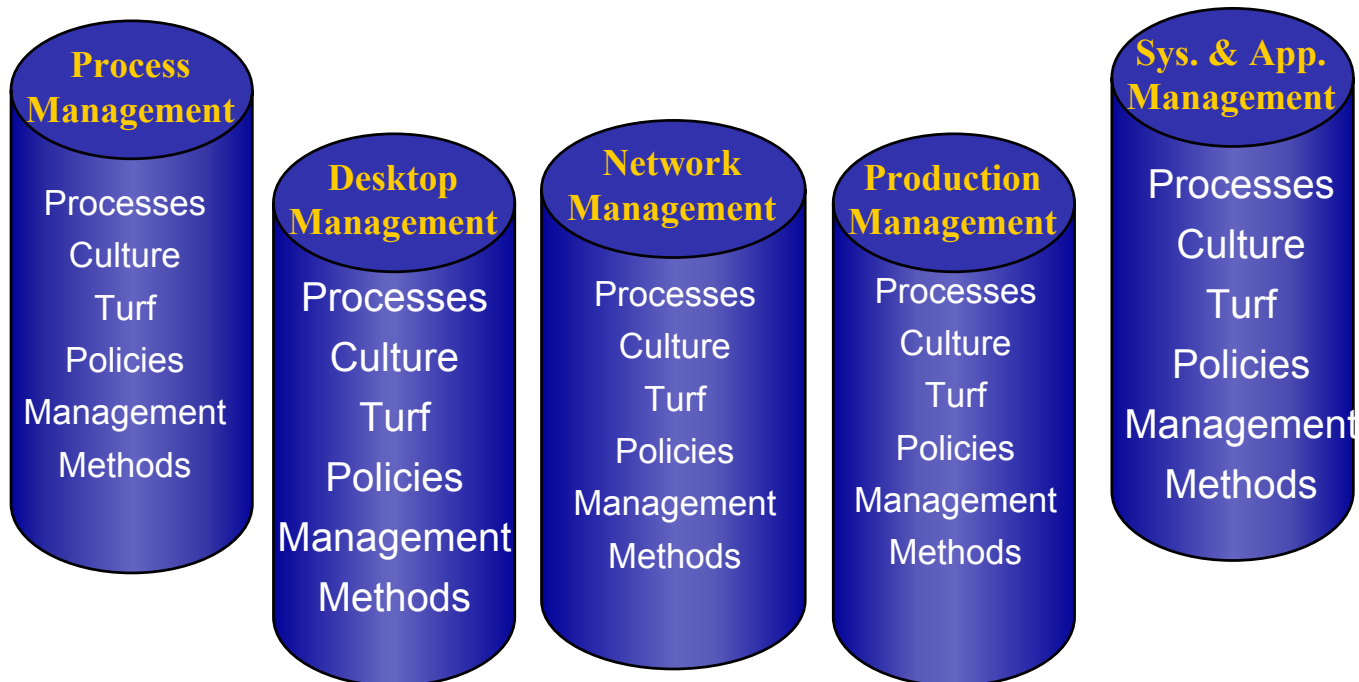 Process
Management
Processes
Culture
Turf
Policies
Management
Methods
Desktop
Management
Processes
Culture
Turf
Policies
Management
Methods
Network
Management
Processes
Culture
Turf
Policies
Management
Methods
Production
Management
Processes
Culture
Turf
Policies
Management
Methods
Sys. & App.
Management
Processes
Culture
Turf
Policies
Management
Methods